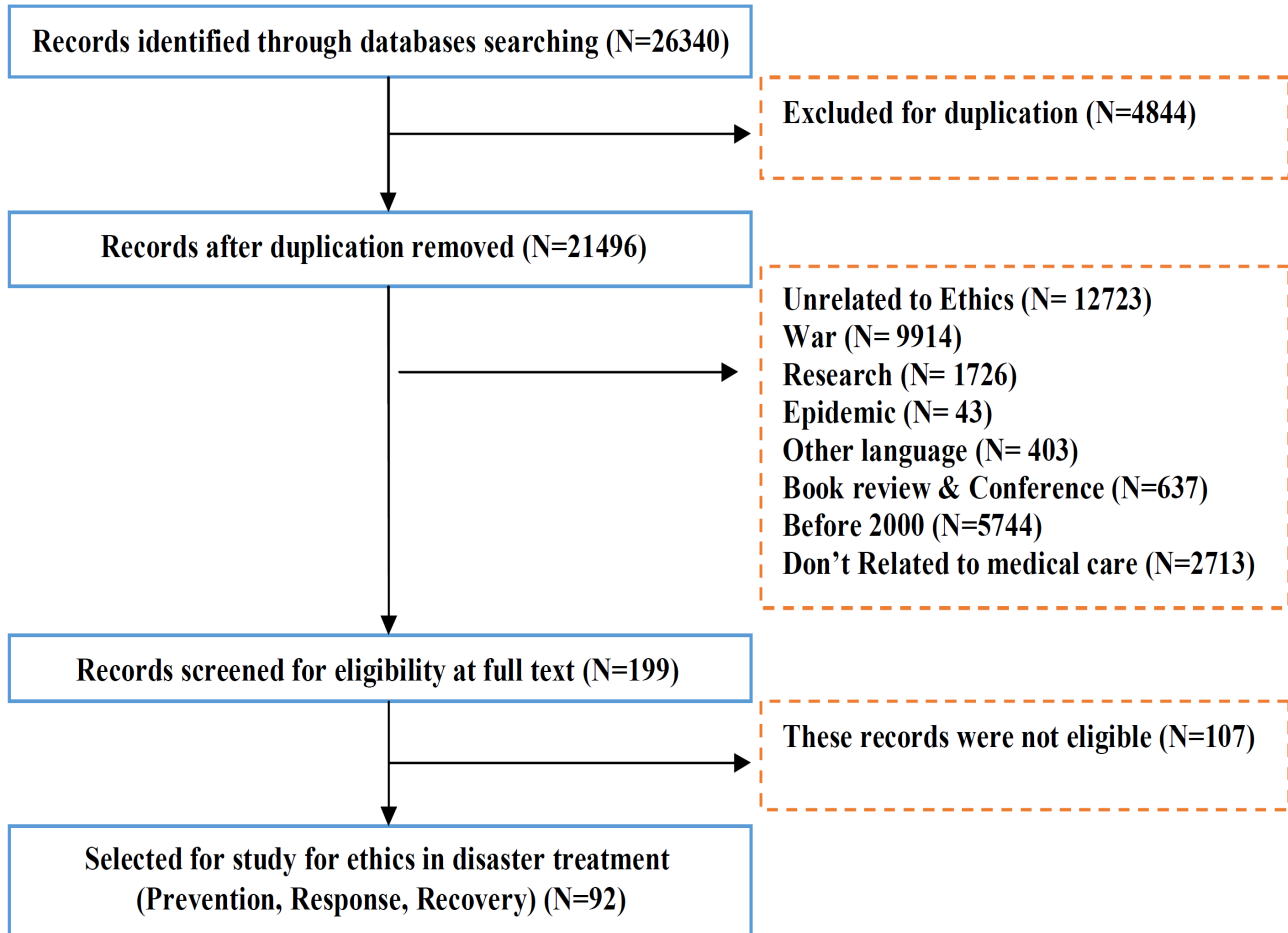 Records identified through databases searching (N=26340)
Excluded for duplication (N=4844)
Records after duplication removed (N=21496)
Unrelated to Ethics (N= 12723)
War (N= 9914)
Research (N= 1726)
Epidemic (N= 43)
Other language (N= 403)
Book review & Conference (N=637)
Before 2000 (N=5744)
Don’t Related to medical care (N=2713)
Records screened for eligibility at full text (N=199)
These records were not eligible (N=107)
Selected for study for ethics in disaster treatment
(Prevention, Response, Recovery) (N=92)